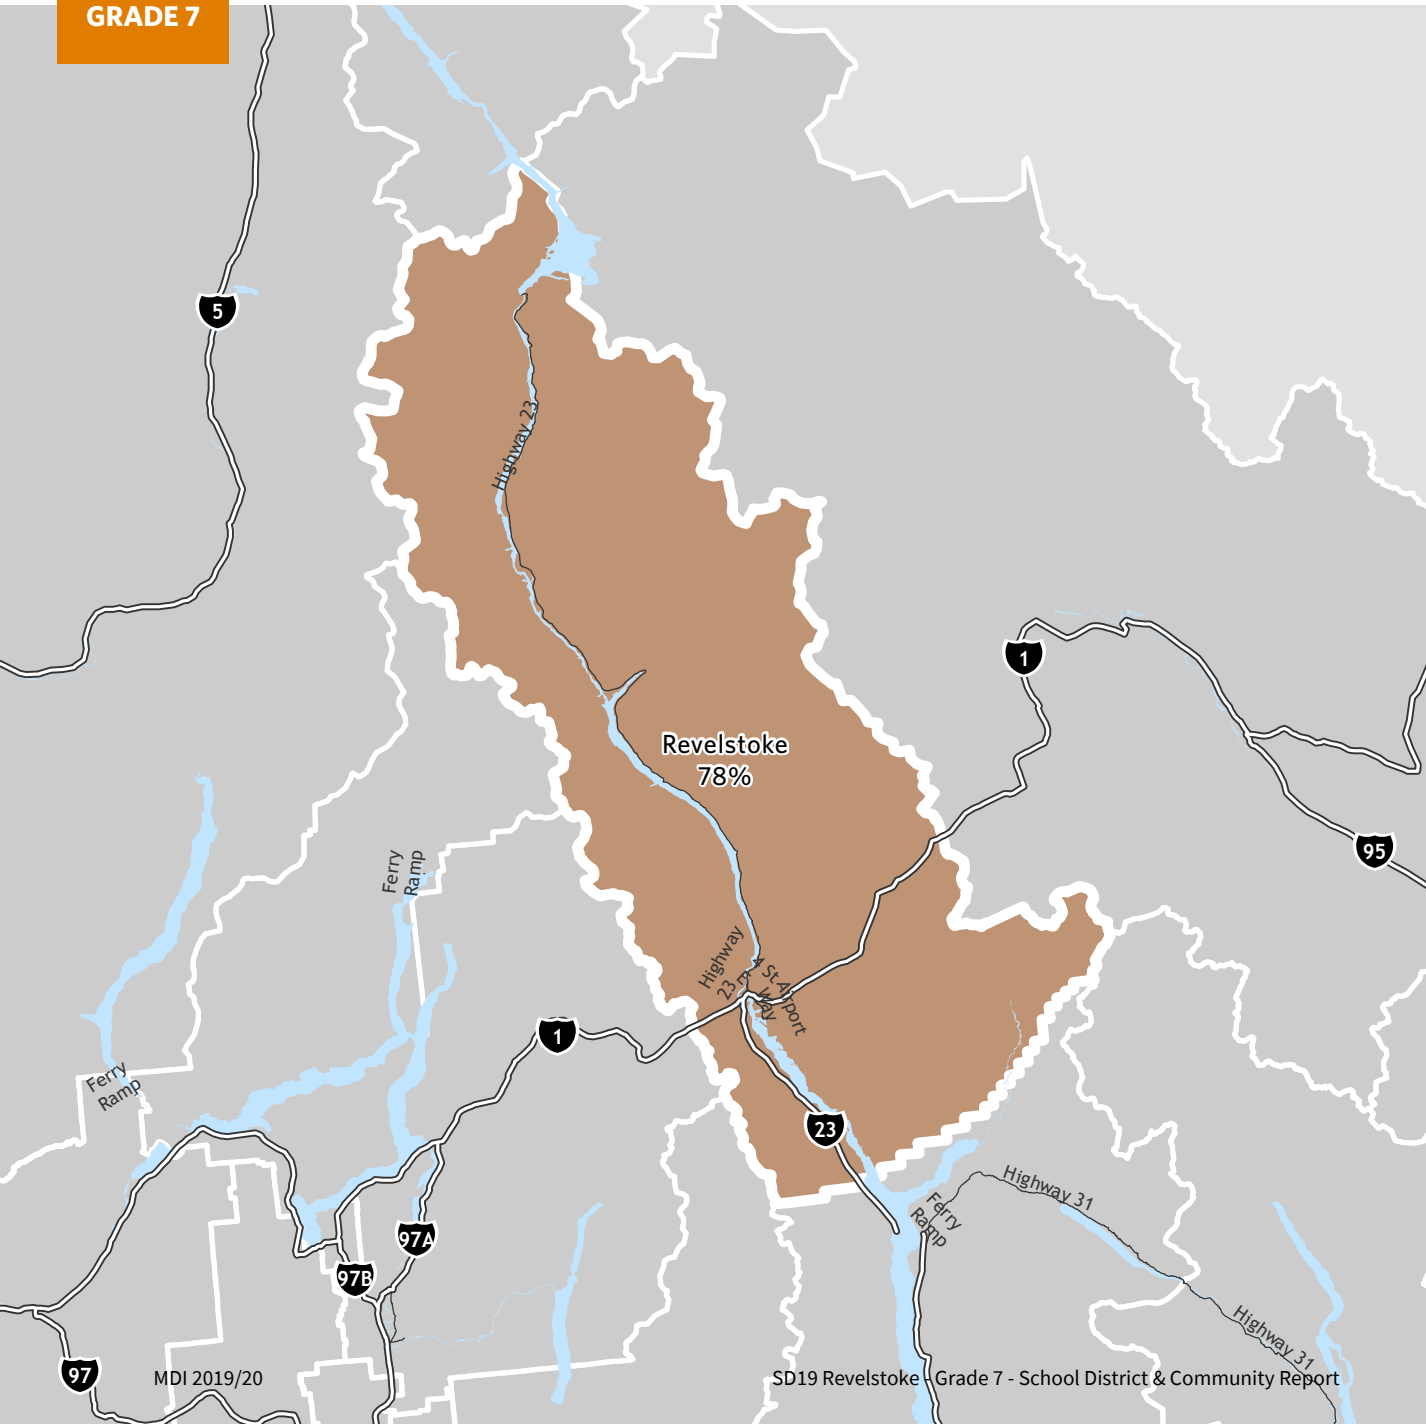 GRADE 7
5
Highway 23
1
Revelstoke
78%
95
Ferry
Ramp
Highway
23
4 St
Airport
Way
1
Ferry
Ramp
23
Highway 31
Ferry
Ramp
97A
97B
Highway 31
97
MDI 2019/20
SD19 Revelstoke - Grade 7 - School District & Community Report